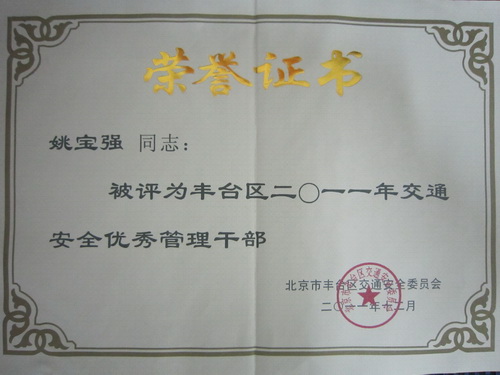 荣誉证书
姚宝强 同志：
被评为丰台区二〇一一年交通
安全优秀管理干部
北京市丰台区交通安全委员会
二〇一一年十二月